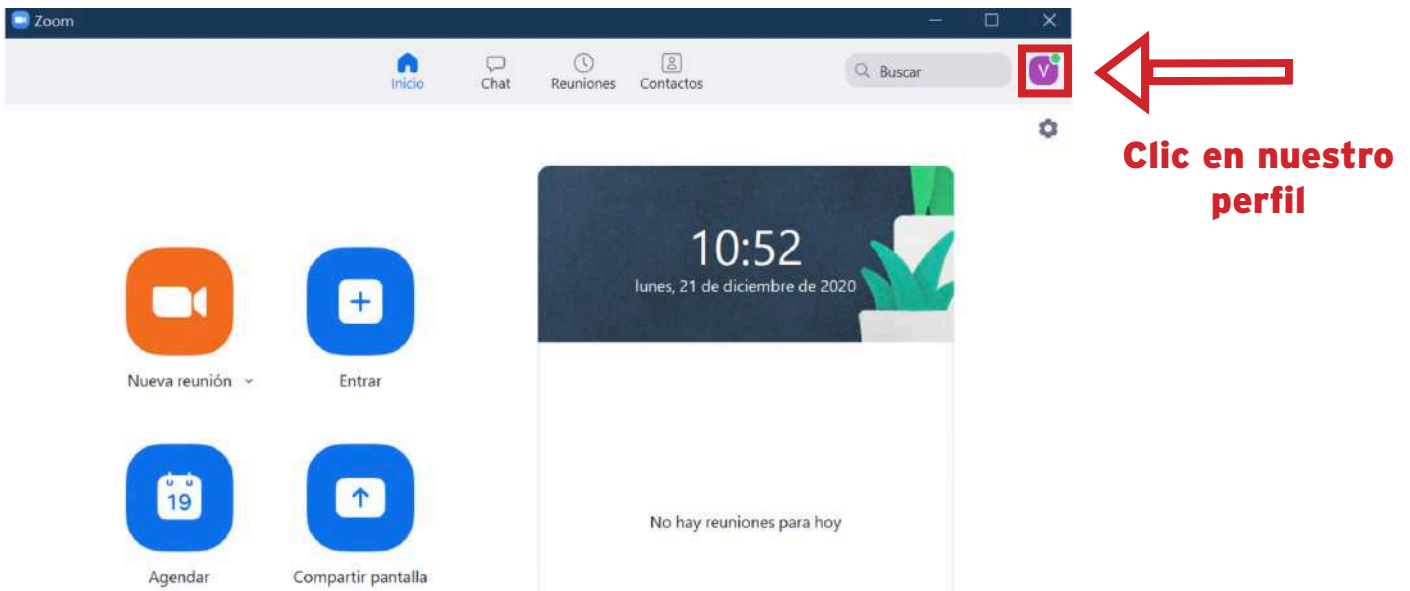 Zoom
Inicio
Chat
Reuniones
Contactos
Buscar
V
Clic en nuestro
perfil
10:52
lunes, 21 de diciembre de 2020
Nueva reunión
Entrar
19
Agendar
Compartir pantalla
No hay reuniones para hoy